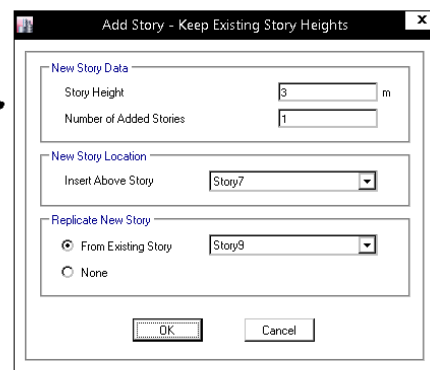 Add Story - Keep Existing Story Heights
x
New Story Data
Story Height 3 m
Number of Added Stories 1
New Story Location
Insert Above Story Story7
Replicate New Story
From Existing Story Story9
None
OK Cancel